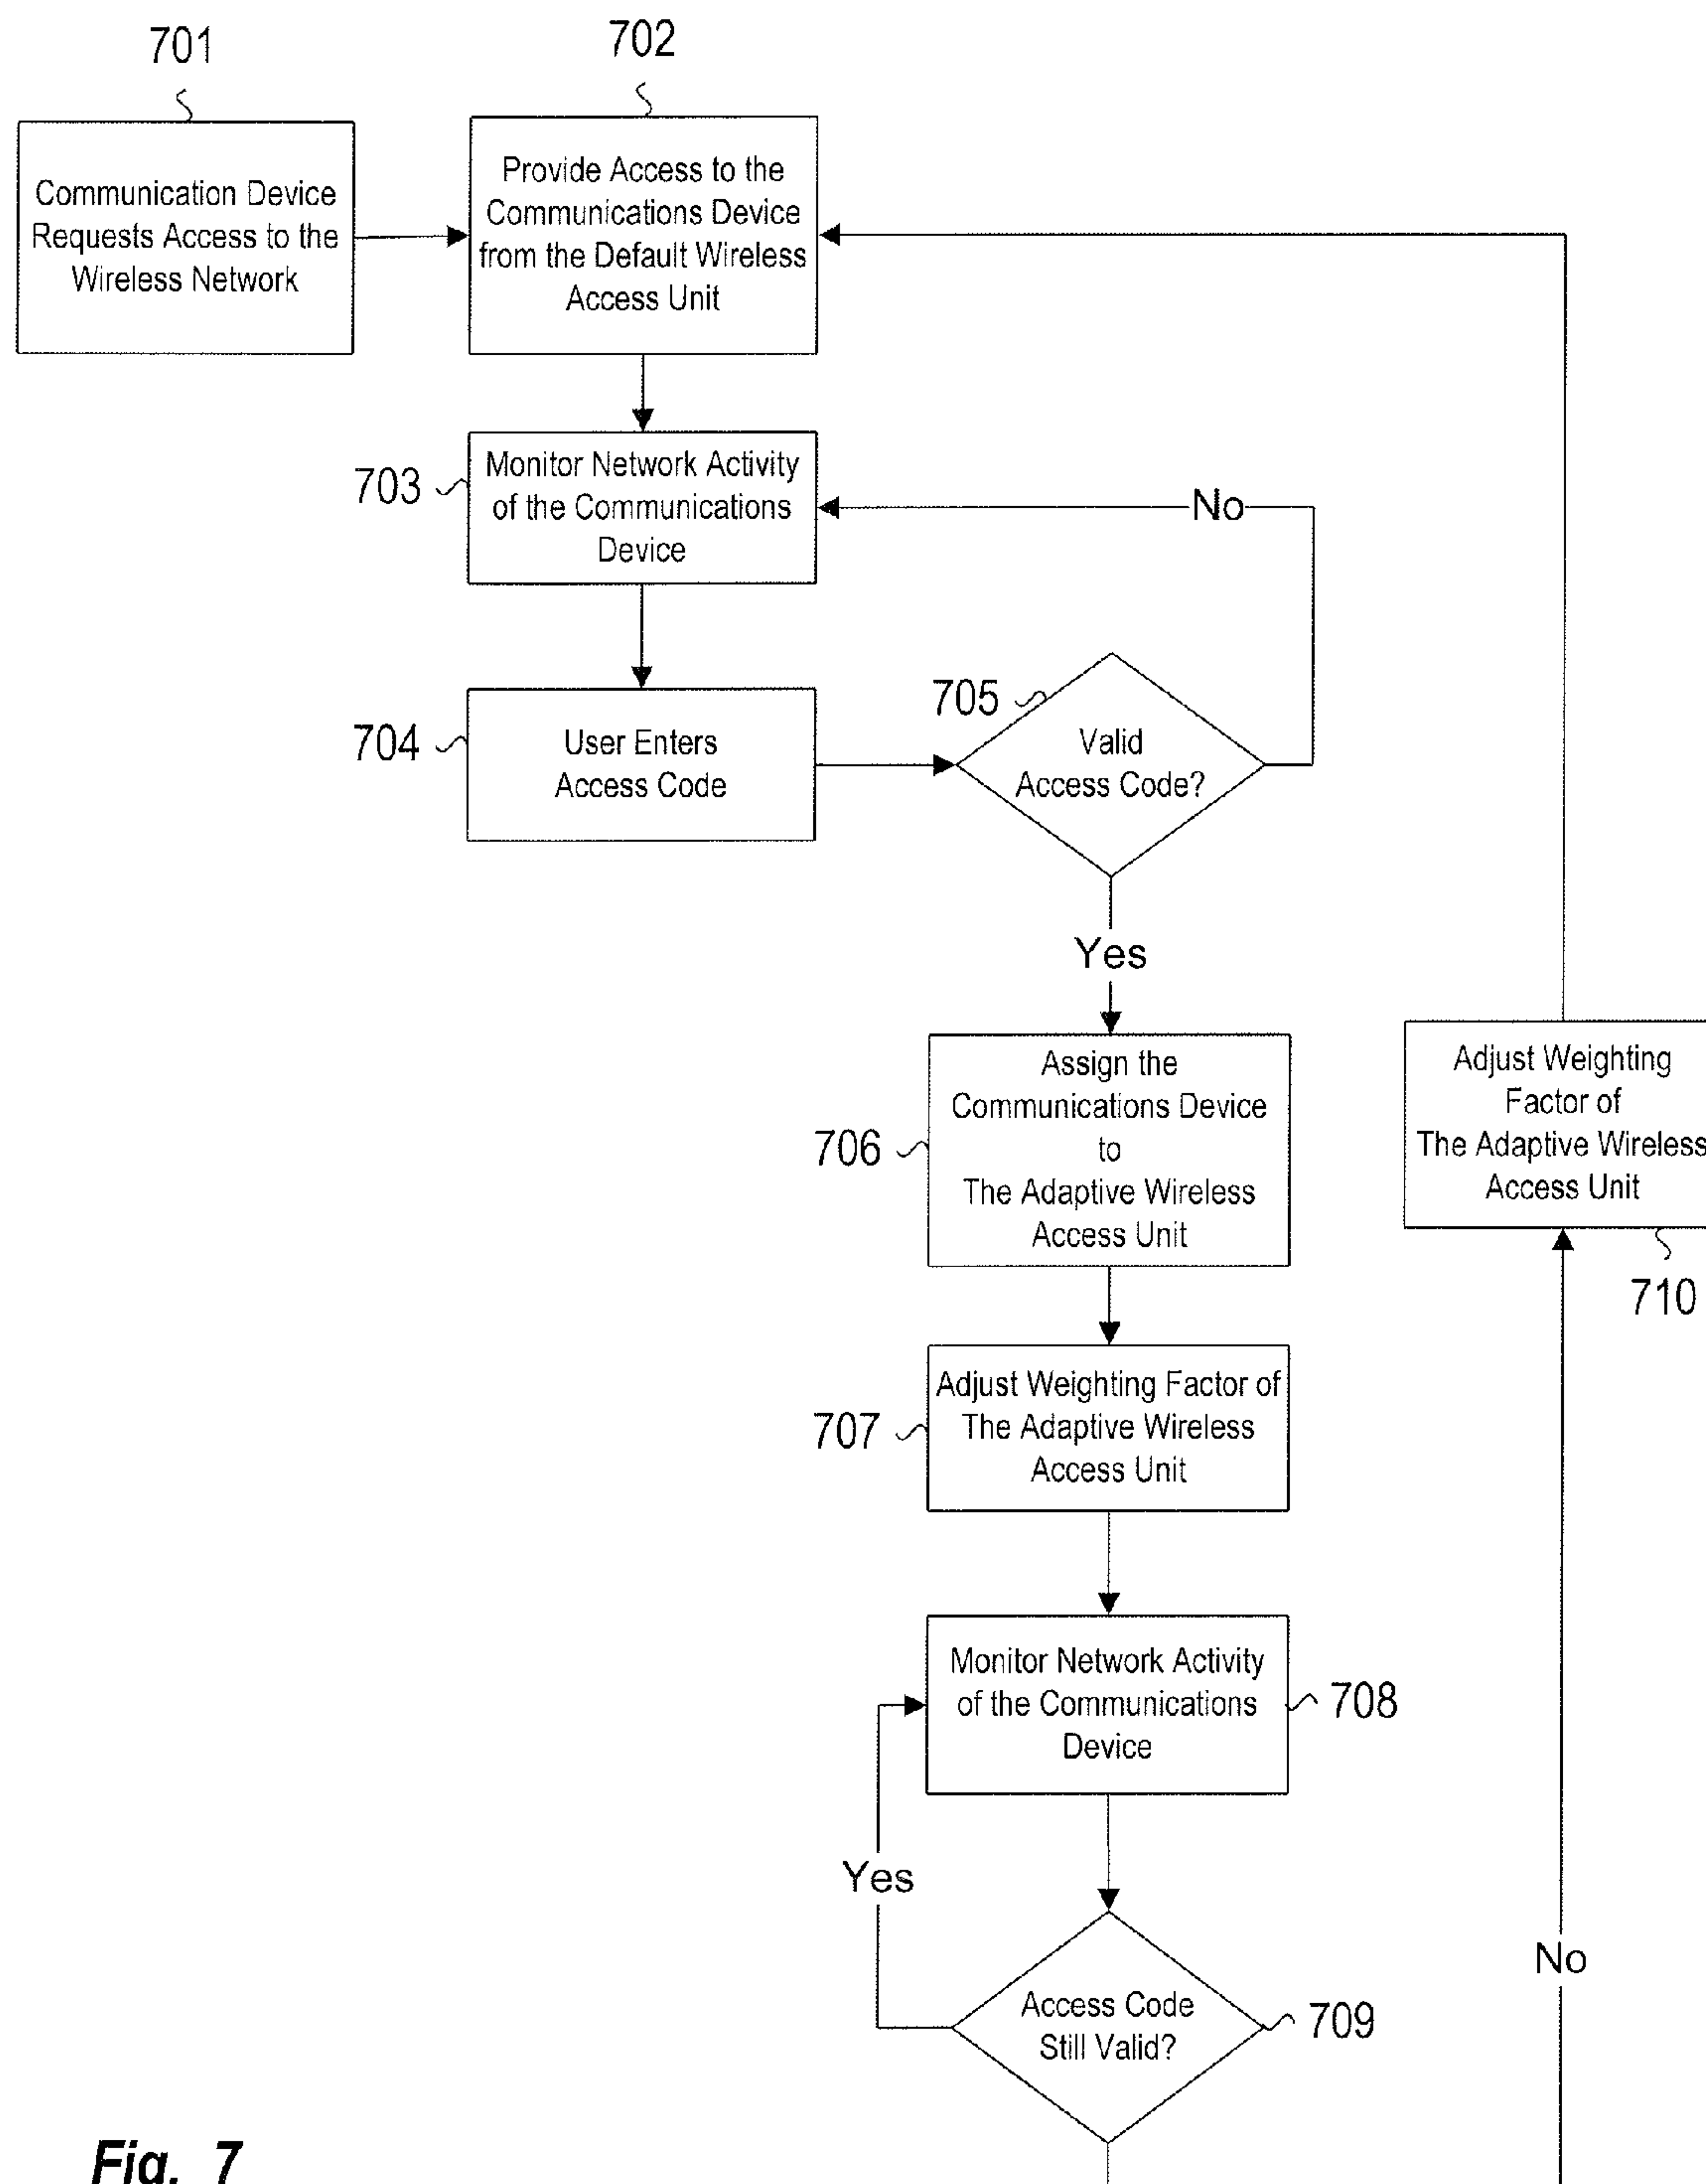 701
702
Communication Device
Requests Access to the
Wireless Network
Provide Access to the
Communications Device
from the Default Wireless
Access Unit
703
Monitor Network Activity
of the Communications
Device
No
704
User Enters
Access Code
705
Valid
Access Code?
Yes
706
Assign the
Communications Device
to
The Adaptive Wireless
Access Unit
Adjust Weighting
Factor of
The Adaptive Wireless
Access Unit
710
707
Adjust Weighting Factor of
The Adaptive Wireless
Access Unit
Monitor Network Activity
of the Communications
Device
708
Yes
No
Access Code
Still Valid?
709
Fig. 7